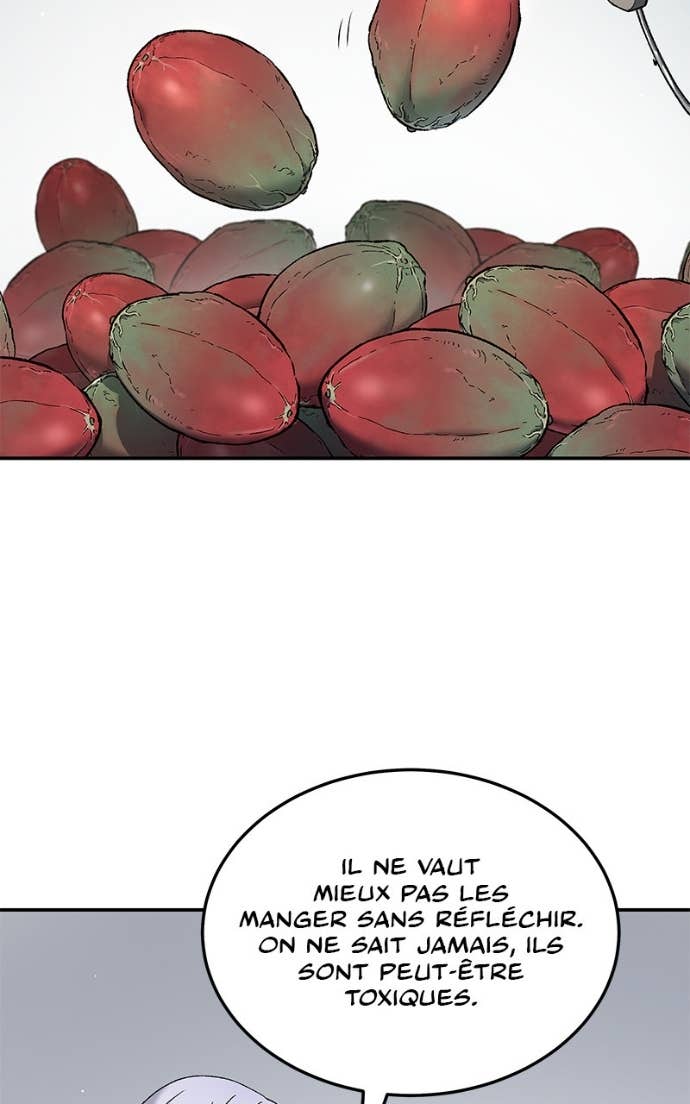 IL NE VAUT
MIEUX PAS LES
MANGER SANS RÉFLÉCHIR.
ON NE SAIT JAMAIS, ILS
SONT PEUT-ÊTRE
TOXIQUES.